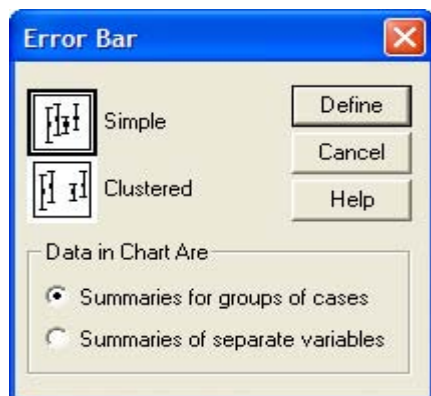 Error Bar
Simple
Define
Cancel
Clustered
Help
Data in Chart Are
Summaries for groups of cases
Summaries of separate variables